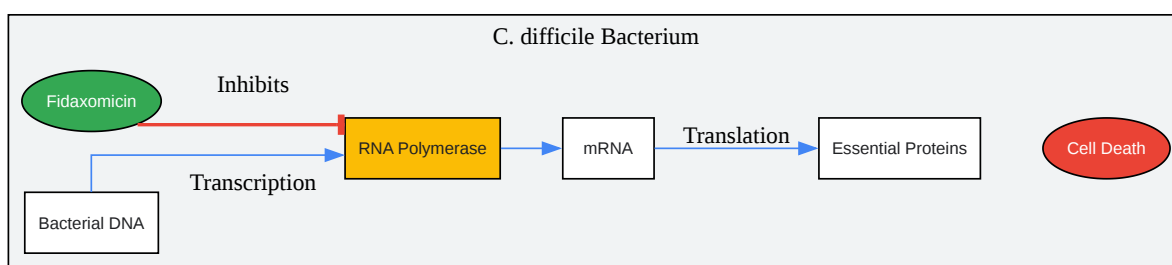 C. difficile Bacterium
Fidaxomicin
Inhibits
RNA Polymerase
mRNA
Translation
Essential Proteins
Cell Death
Transcription
Bacterial DNA